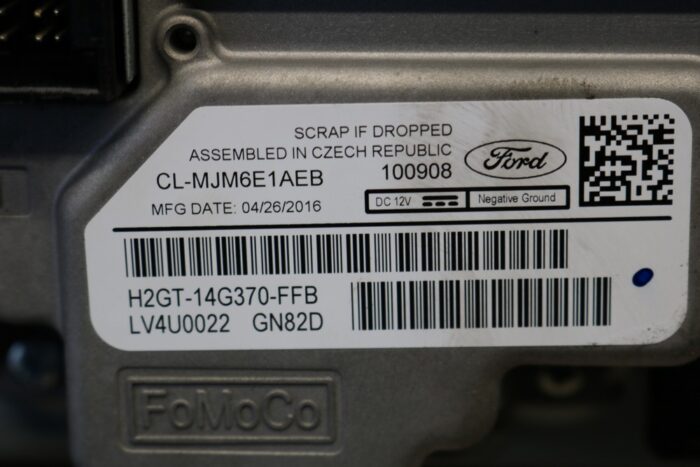 SCRAP IF DROPPED
ASSEMBLED IN CZECH REPUBLIC
CL-MJM6E1AEB 100908
MFG DATE: 04/26/2016
Ford
DC 12V Negative Ground
H2GT-14G370-FFB
LV4U0022 GN82D
FoMoCo